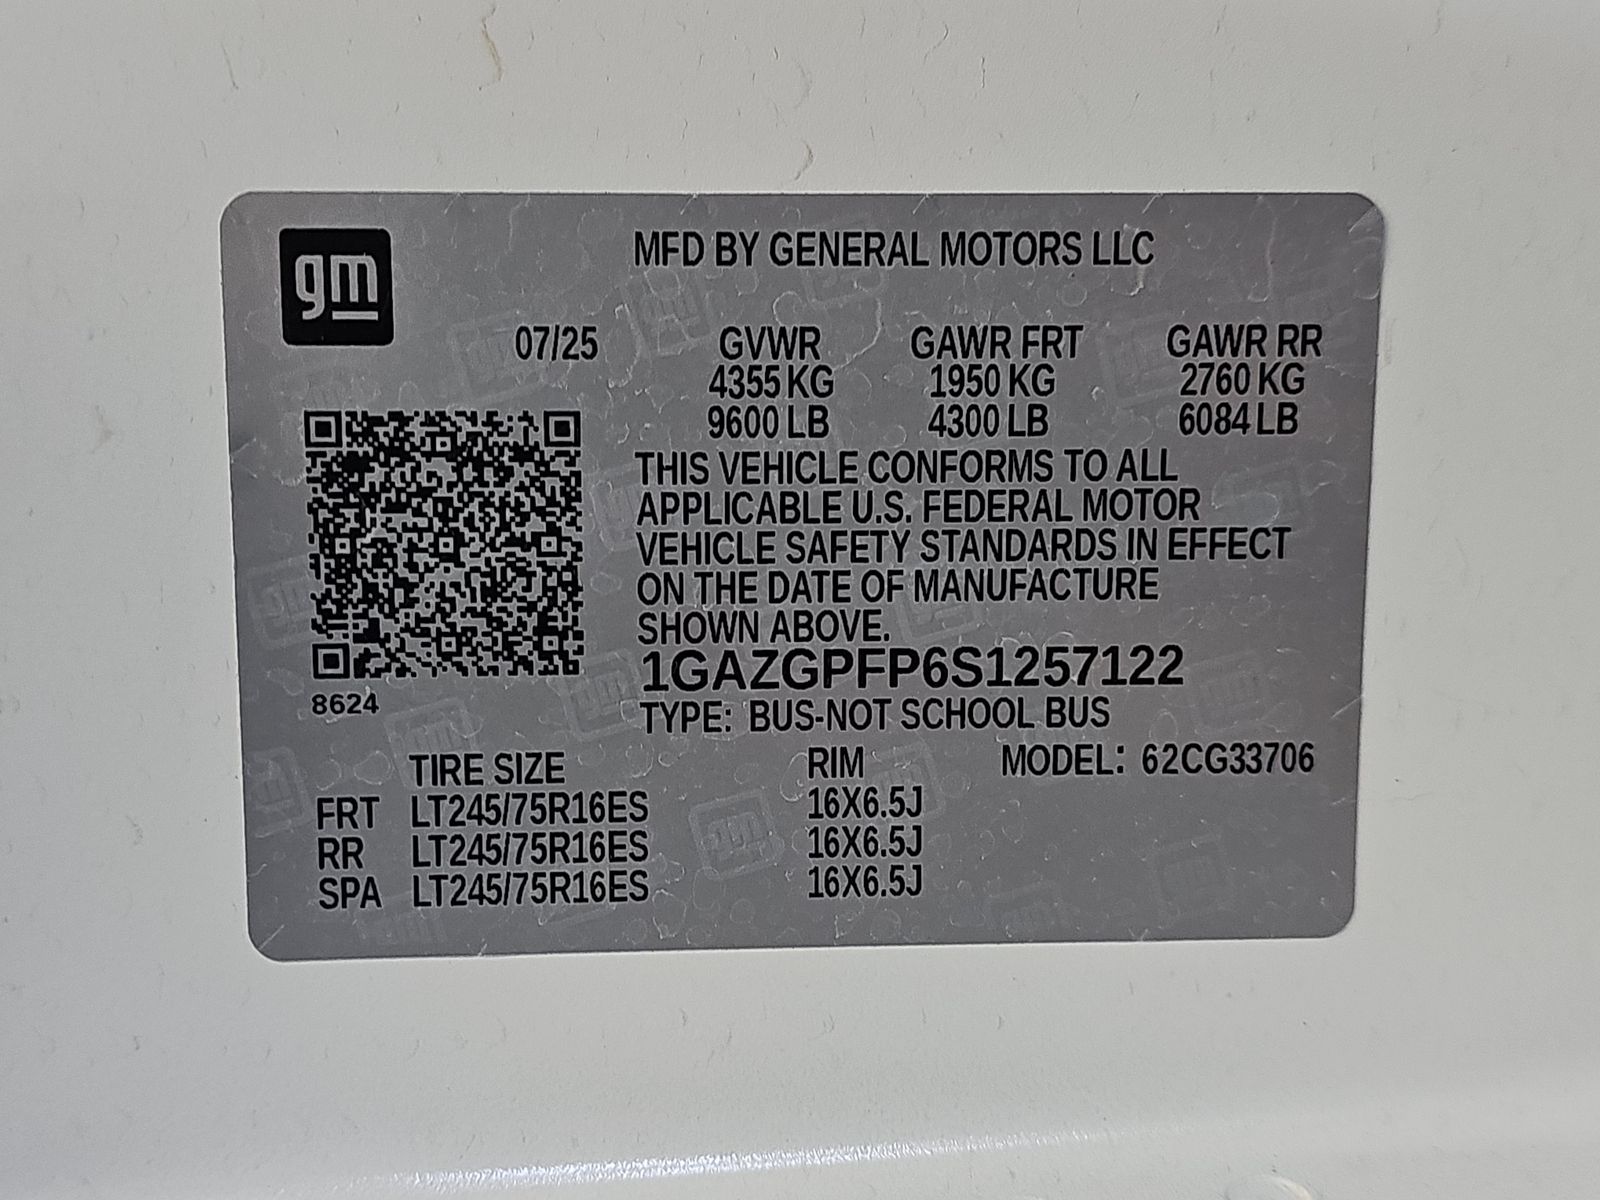 gm
MFD BY GENERAL MOTORS LLC
07/25 GVWR GAWR FRT GAWR RR
4355 KG 1950 KG 2760 KG
9600 LB 4300 LB 6084 LB
THIS VEHICLE CONFORMS TO ALL
APPLICABLE U.S. FEDERAL MOTOR
VEHICLE SAFETY STANDARDS IN EFFECT
ON THE DATE OF MANUFACTURE
SHOWN ABOVE.
1GAZGPFP6S1257122
8624
TYPE: BUS-NOT SCHOOL BUS
TIRE SIZE RIM MODEL: 62CG33706
FRT LT245/75R16ES 16X6.5J
RR LT245/75R16ES 16X6.5J
SPA LT245/75R16ES 16X6.5J